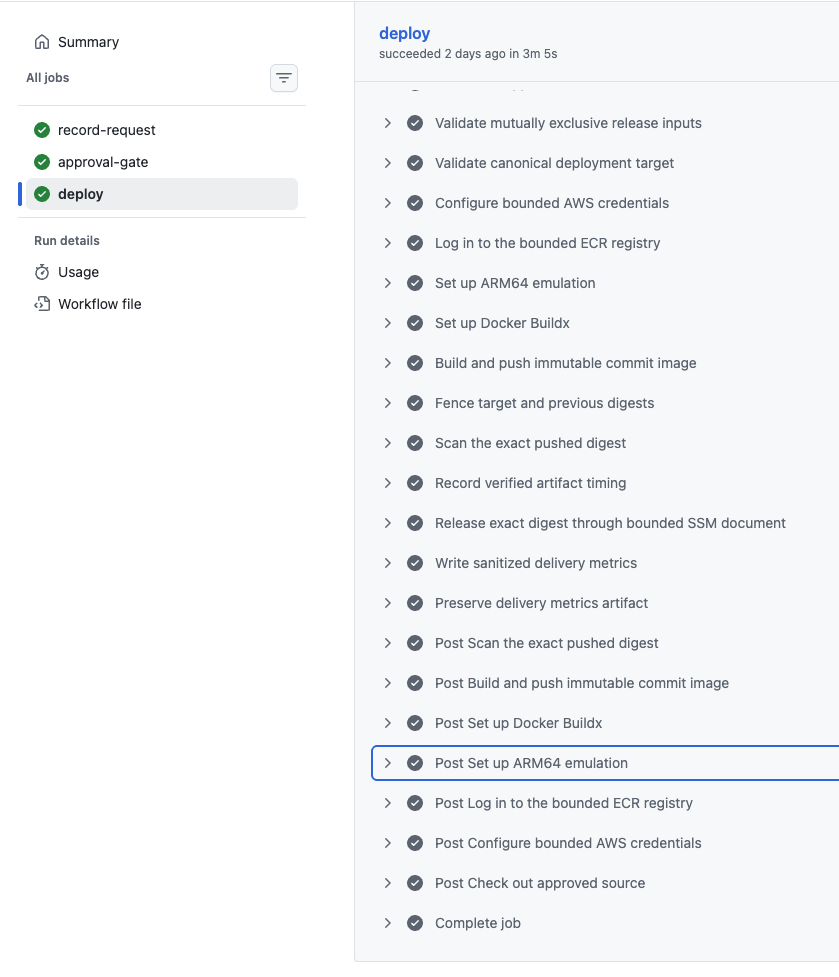 Summary
All jobs
record-request
approval-gate
deploy
Run details
Usage
Workflow file
deploy
succeeded 2 days ago in 3m 5s
Validate mutually exclusive release inputs
Validate canonical deployment target
Configure bounded AWS credentials
Log in to the bounded ECR registry
Set up ARM64 emulation
Set up Docker Buildx
Build and push immutable commit image
Fence target and previous digests
Scan the exact pushed digest
Record verified artifact timing
Release exact digest through bounded SSM document
Write sanitized delivery metrics
Preserve delivery metrics artifact
Post Scan the exact pushed digest
Post Build and push immutable commit image
Post Set up Docker Buildx
Post Set up ARM64 emulation
Post Log in to the bounded ECR registry
Post Configure bounded AWS credentials
Post Check out approved source
Complete job